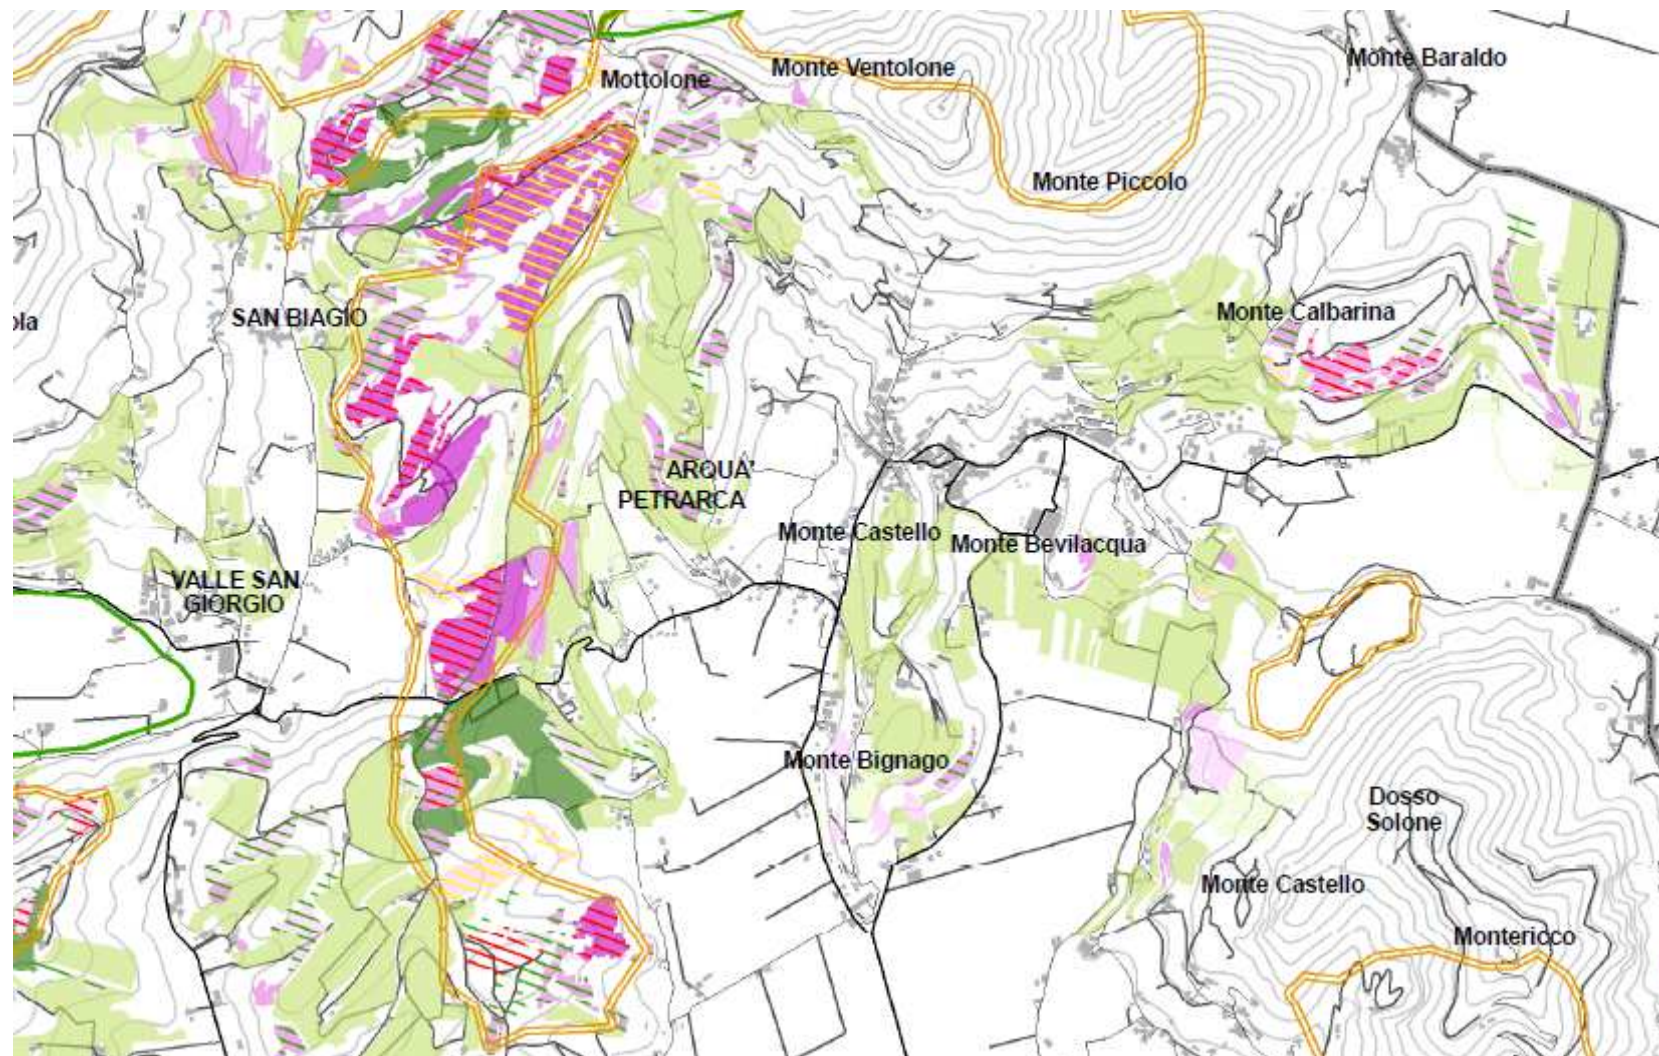 Monte Baraldo
Monte Ventolone
Mottolone
Monte Piccolo
Monte Calbarina
SAN BIAGIO
ola
ARQUA'
PETRARCA
Monte Castello
Monte Bevilacqua
VALLE SAN
GIORGIO
Monte Bignago
Dosso
Solone
Monte Castello
Montericco